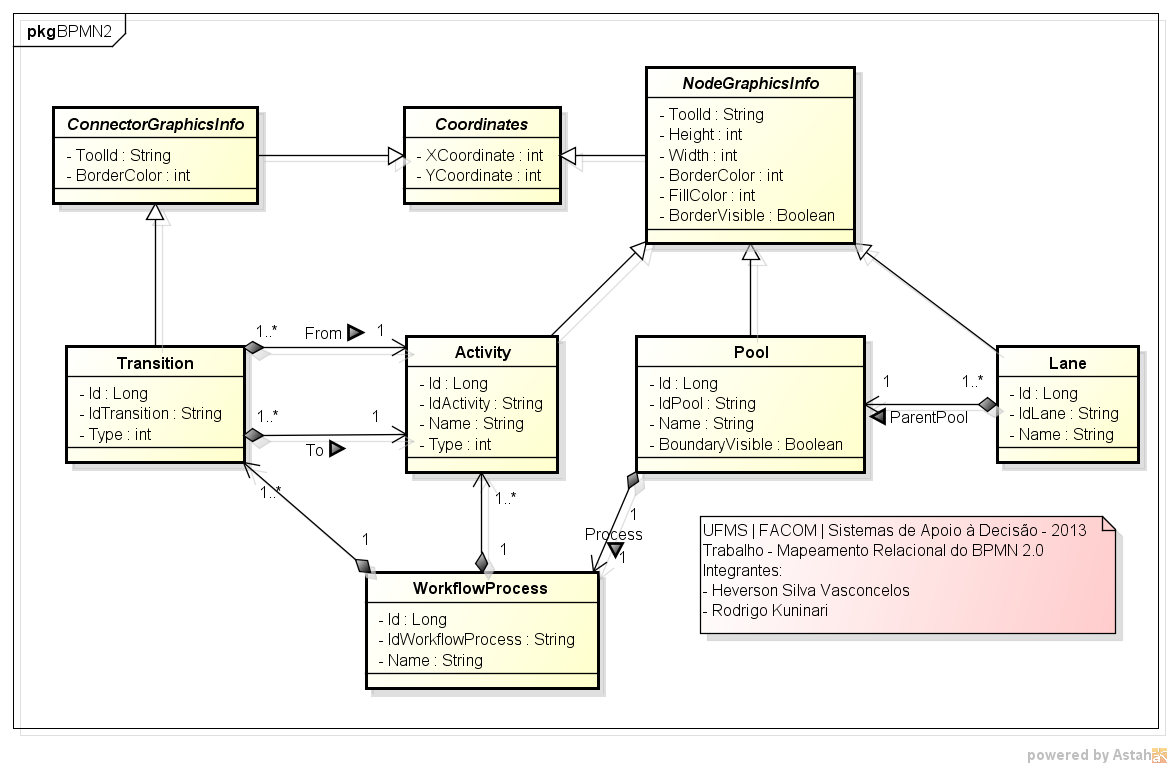 pkg BPMN2
NodeGraphicsInfo
- ToolId : String
- Height : int
- Width : int
- BorderColor : int
- FillColor : int
- BorderVisible : Boolean
ConnectorGraphicsInfo
- ToolId : String
- BorderColor : int
Coordinates
- XCoordinate : int
- YCoordinate : int
1..*
From
1
1..*
To
1
Transition
- Id : Long
- IdTransition : String
- Type : int
Activity
- Id : Long
- IdActivity : String
- Name : String
- Type : int
Pool
- Id : Long
- IdPool : String
- Name : String
- BoundaryVisible : Boolean
1
1..*
ParentPool
Lane
- Id : Long
- IdLane : String
- Name : String
1..*
1
1..*
1
1
Process
1
WorkflowProcess
- Id : Long
- IdWorkflowProcess : String
- Name : String
UFMS | FACOM | Sistemas de Apoio à Decisão - 2013
Trabalho - Mapeamento Relacional do BPMN 2.0
Integrantes:
- Heverson Silva Vasconcelos
- Rodrigo Kuninari
powered by Astah